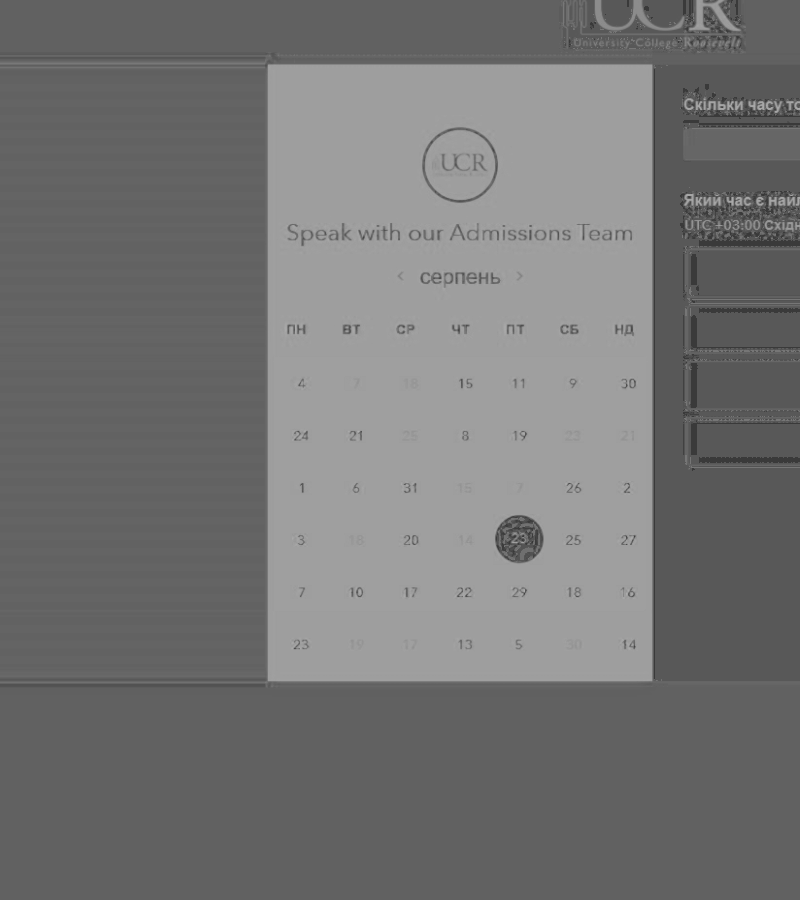 UCR
University College Roosevelt
UCR
Speak with our Admissions Team
< серпень >
ПН ВТ СР ЧТ ПТ СБ НД
4 7 18 15 11 9 30
24 21 25 8 19 22 21
1 6 31 15 7 26 2
3 18 20 14 23 25 27
7 10 17 22 29 18 16
23 19 17 13 5 30 14
Скільки часу
Який час є
UTC +03:00